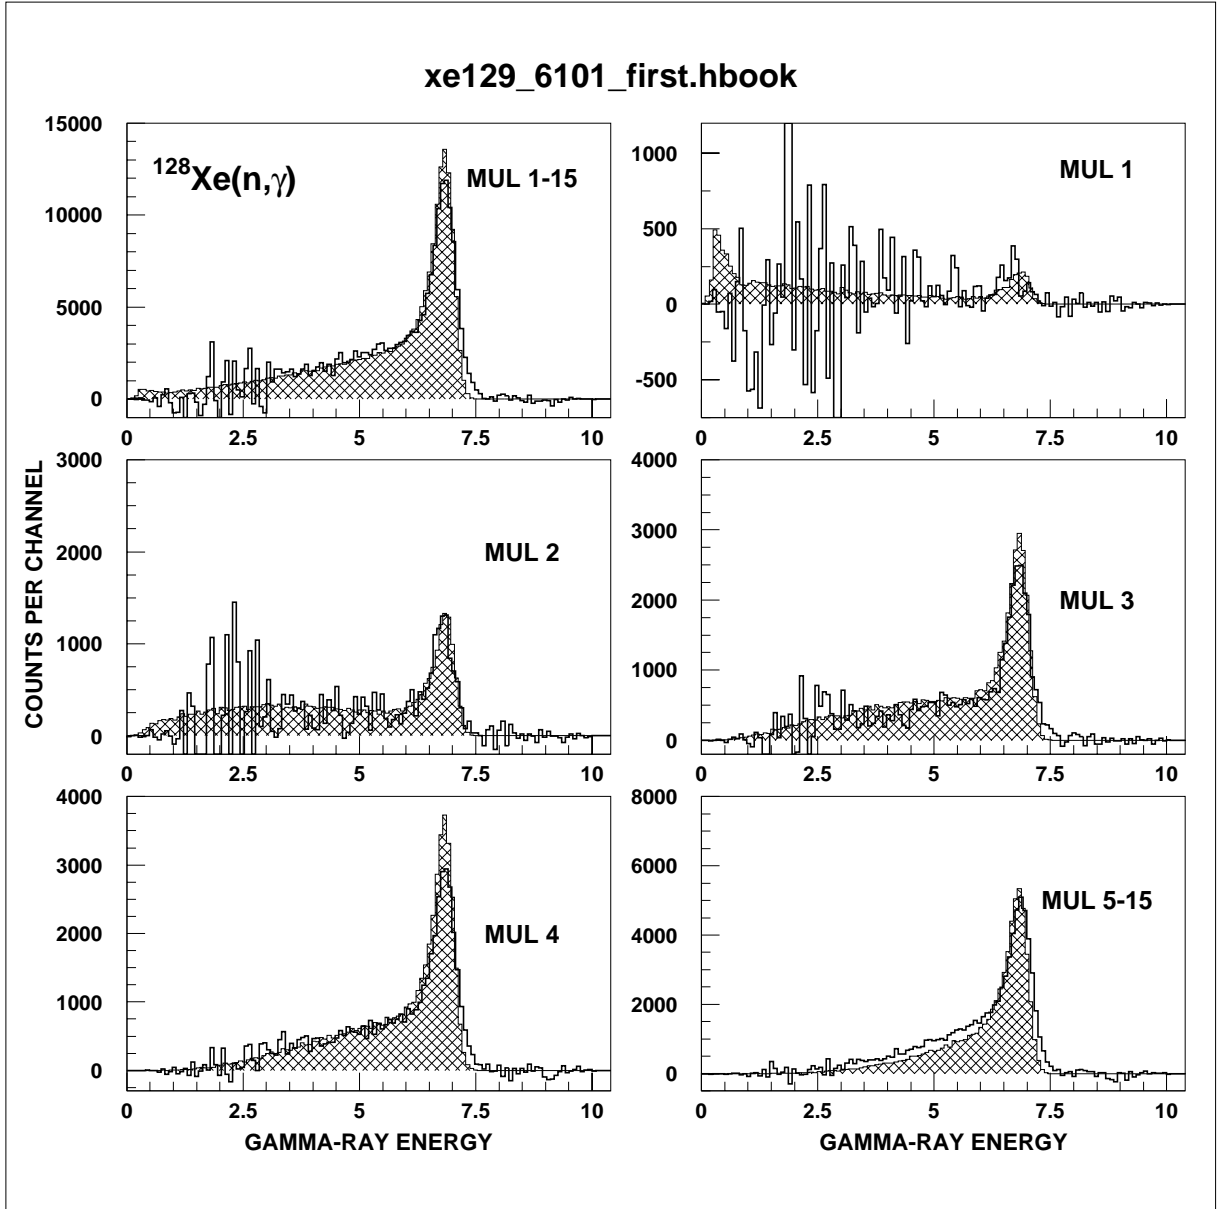 xe129_6101_first.hbook
15000
10000
5000
0
0 2.5 5 7.5 10
¹²⁸Xe(n,γ)
MUL 1-15
1000
500
0
-500
0 2.5 5 7.5 10
MUL 1
COUNTS PER CHANNEL
3000
2000
1000
0
0 2.5 5 7.5 10
MUL 2
4000
3000
2000
1000
0
0 2.5 5 7.5 10
MUL 3
4000
3000
2000
1000
0
0 2.5 5 7.5 10
MUL 4
GAMMA-RAY ENERGY
8000
6000
4000
2000
0
0 2.5 5 7.5 10
MUL 5-15
GAMMA-RAY ENERGY